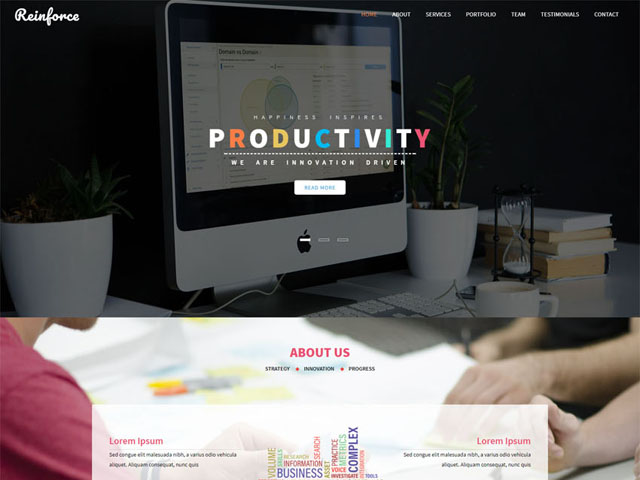 Reinforce
HOME ABOUT SERVICES PORTFOLIO TEAM TESTIMONIALS CONTACT
Domain vs Domain
HAPPINESS INSPIRES
PRODUCTIVITY
WE ARE INNOVATION DRIVEN
READ MORE
ABOUT US
STRATEGY INNOVATION PROGRESS
Lorem Ipsum
Sed congue elit malesuada nibh, a varius odio vehicula
aliquet. Aliquam consequat, nunc quis
VOLUME
RESEARCH
INFORMATION
BUSINESS
ASSET
SEARCH
PRACTICE
METRICS
COMPLEX
INVESTIGATE
TOOLS
Lorem Ipsum
Sed congue elit malesuada nibh, a varius odio vehicula
aliquet. Aliquam consequat, nunc quis